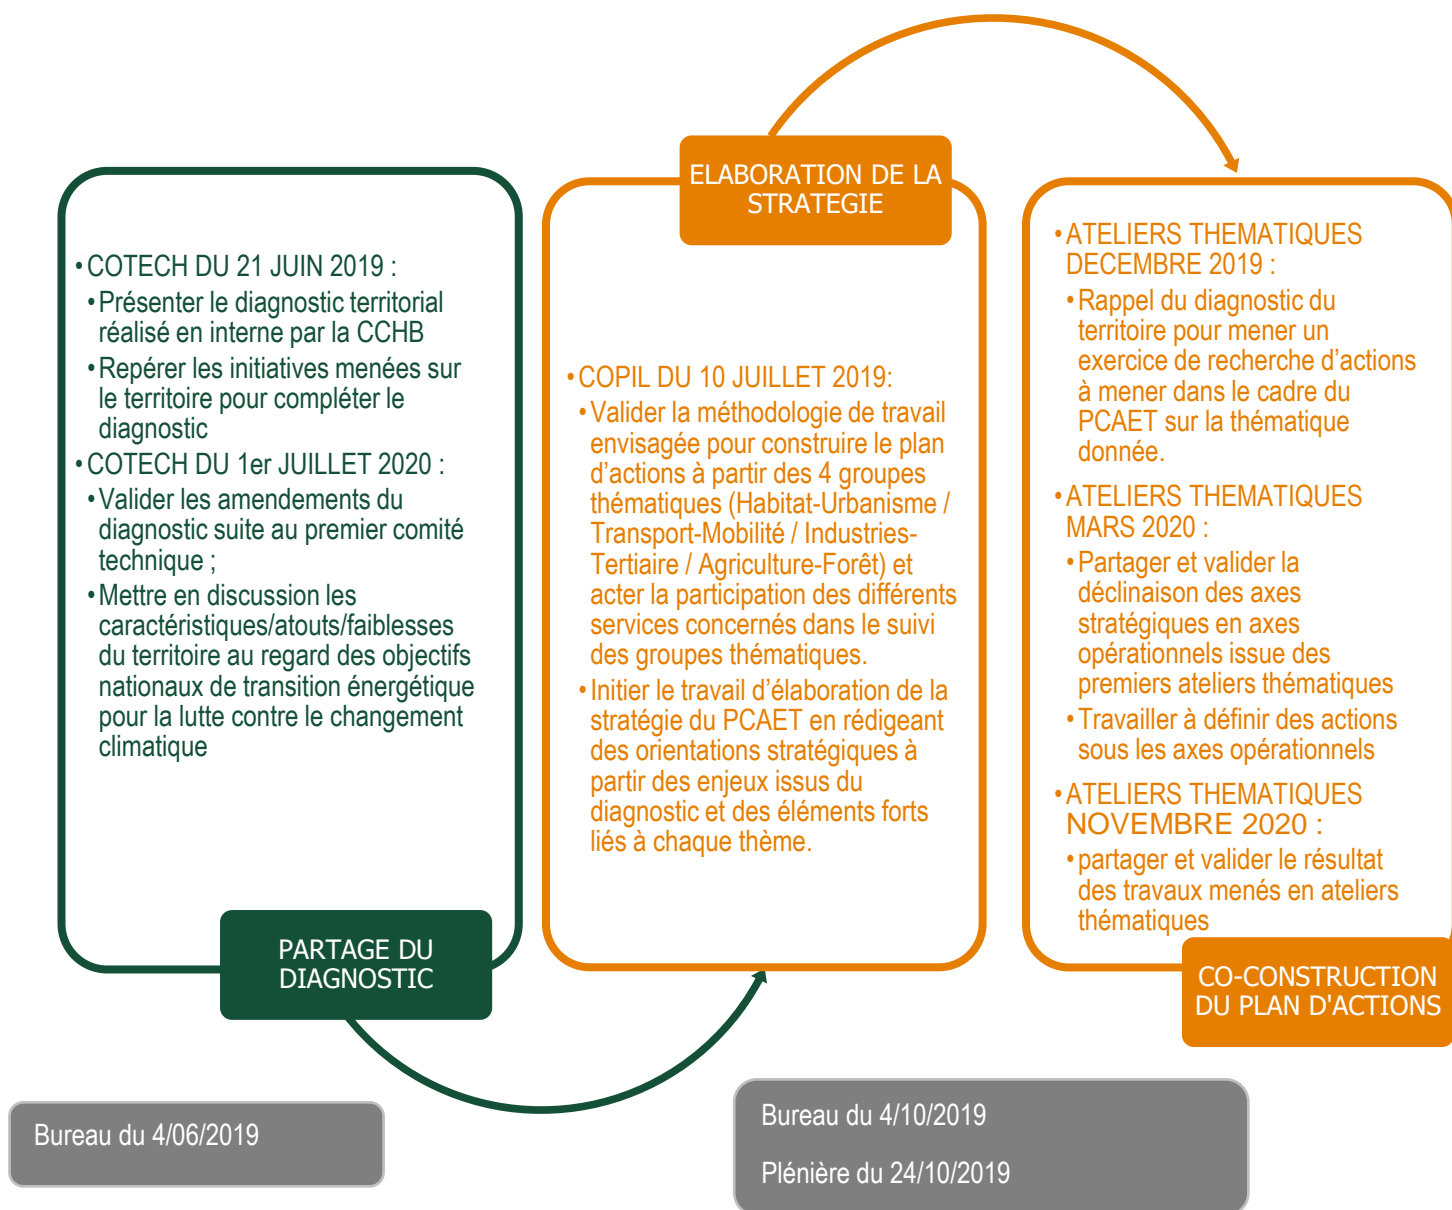 • COTECH DU 21 JUIN 2019 :
• Présenter le diagnostic territorial
réalisé en interne par la CCHB
• Repérer les initiatives menées sur
le territoire pour compléter le
diagnostic
• COTECH DU 1er JUILLET 2020 :
• Valider les amendements du
diagnostic suite au premier comité
technique ;
• Mettre en discussion les
caractéristiques/atouts/faiblesses
du territoire au regard des objectifs
nationaux de transition énergétique
pour la lutte contre le changement
climatique
PARTAGE DU
DIAGNOSTIC
ELABORATION DE LA
STRATEGIE
• COPIL DU 10 JUILLET 2019:
• Valider la méthodologie de travail
envisagée pour construire le plan
d’actions à partir des 4 groupes
thématiques (Habitat-Urbanisme /
Transport-Mobilité / Industries-
Tertiaire / Agriculture-Forêt) et
acter la participation des différents
services concernés dans le suivi
des groupes thématiques.
• Initier le travail d’élaboration de la
stratégie du PCAET en rédigeant
des orientations stratégiques à
partir des enjeux issus du
diagnostic et des éléments forts
liés à chaque thème.
• ATELIERS THEMATIQUES
DECEMBRE 2019 :
• Rappel du diagnostic du
territoire pour mener un
exercice de recherche d’actions
à mener dans le cadre du
PCAET sur la thématique
donnée.
• ATELIERS THEMATIQUES
MARS 2020 :
• Partager et valider la
déclinaison des axes
stratégiques en axes
opérationnels issue des
premiers ateliers thématiques
• Travailler à définir des actions
sous les axes opérationnels
• ATELIERS THEMATIQUES
NOVEMBRE 2020 :
• partager et valider le résultat
des travaux menés en ateliers
thématiques
CO-CONSTRUCTION
DU PLAN D'ACTIONS
Bureau du 4/06/2019
Bureau du 4/10/2019
Plénière du 24/10/2019